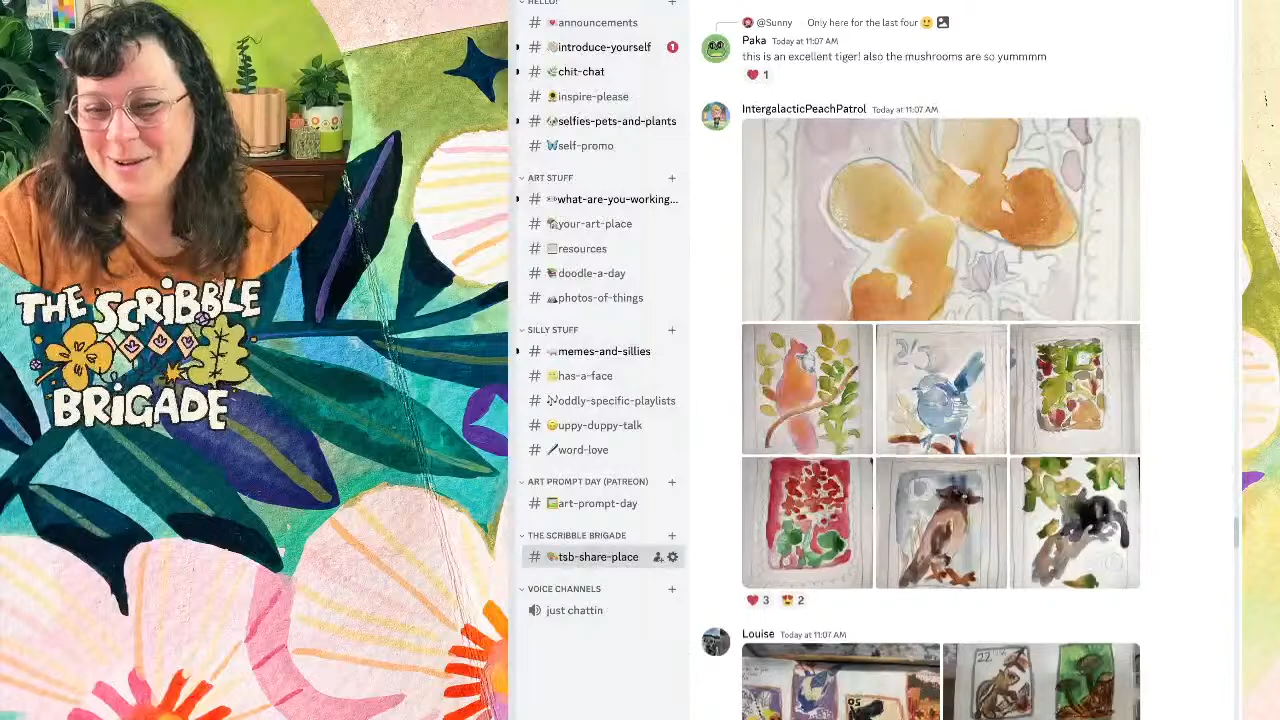 THE SCRIBBLE
BRIGADE
HELLO!
announcements
introduce-yourself 1
chit-chat
inspire-please
selfies-pets-and-plants
self-promo
ART STUFF
what-are-you-working...
your-art-place
resources
doodle-a-day
photos-of-things
SILLY STUFF
memes-and-sillies
has-a-face
oddly-specific-playlists
uppy-duppy-talk
word-love
ART PROMPT DAY (PATREON)
art-prompt-day
THE SCRIBBLE BRIGADE
tsb-share-place
VOICE CHANNELS
just chattin
@Sunny Only here for the last four
Paka Today at 11:07 AM
this is an excellent tiger! also the mushrooms are so yummmm
1
IntergalacticPeachPatrol Today at 11:07 AM
3 2
Louise Today at 11:07 AM
22
05